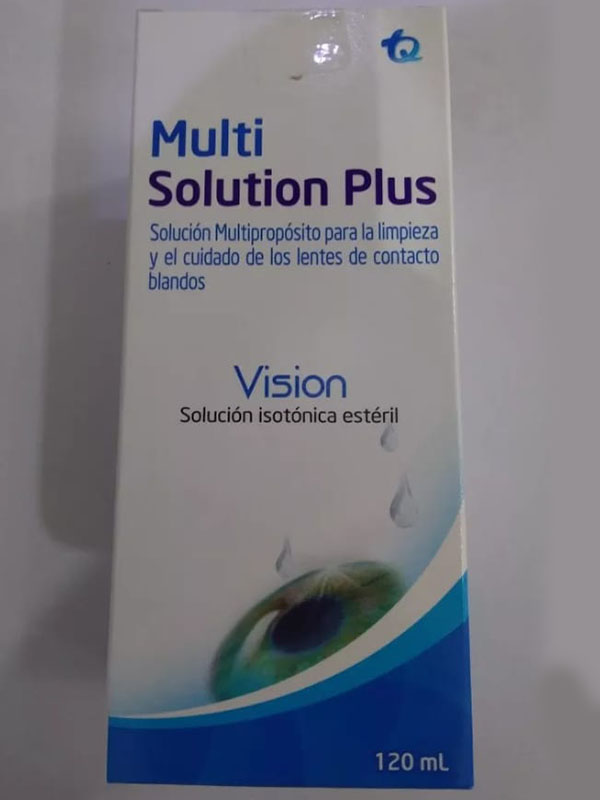 TQ
Multi
Solution Plus
Solución Multipropósito para la limpieza
y el cuidado de los lentes de contacto
blandos
Vision
Solución isotónica estéril
120 mL